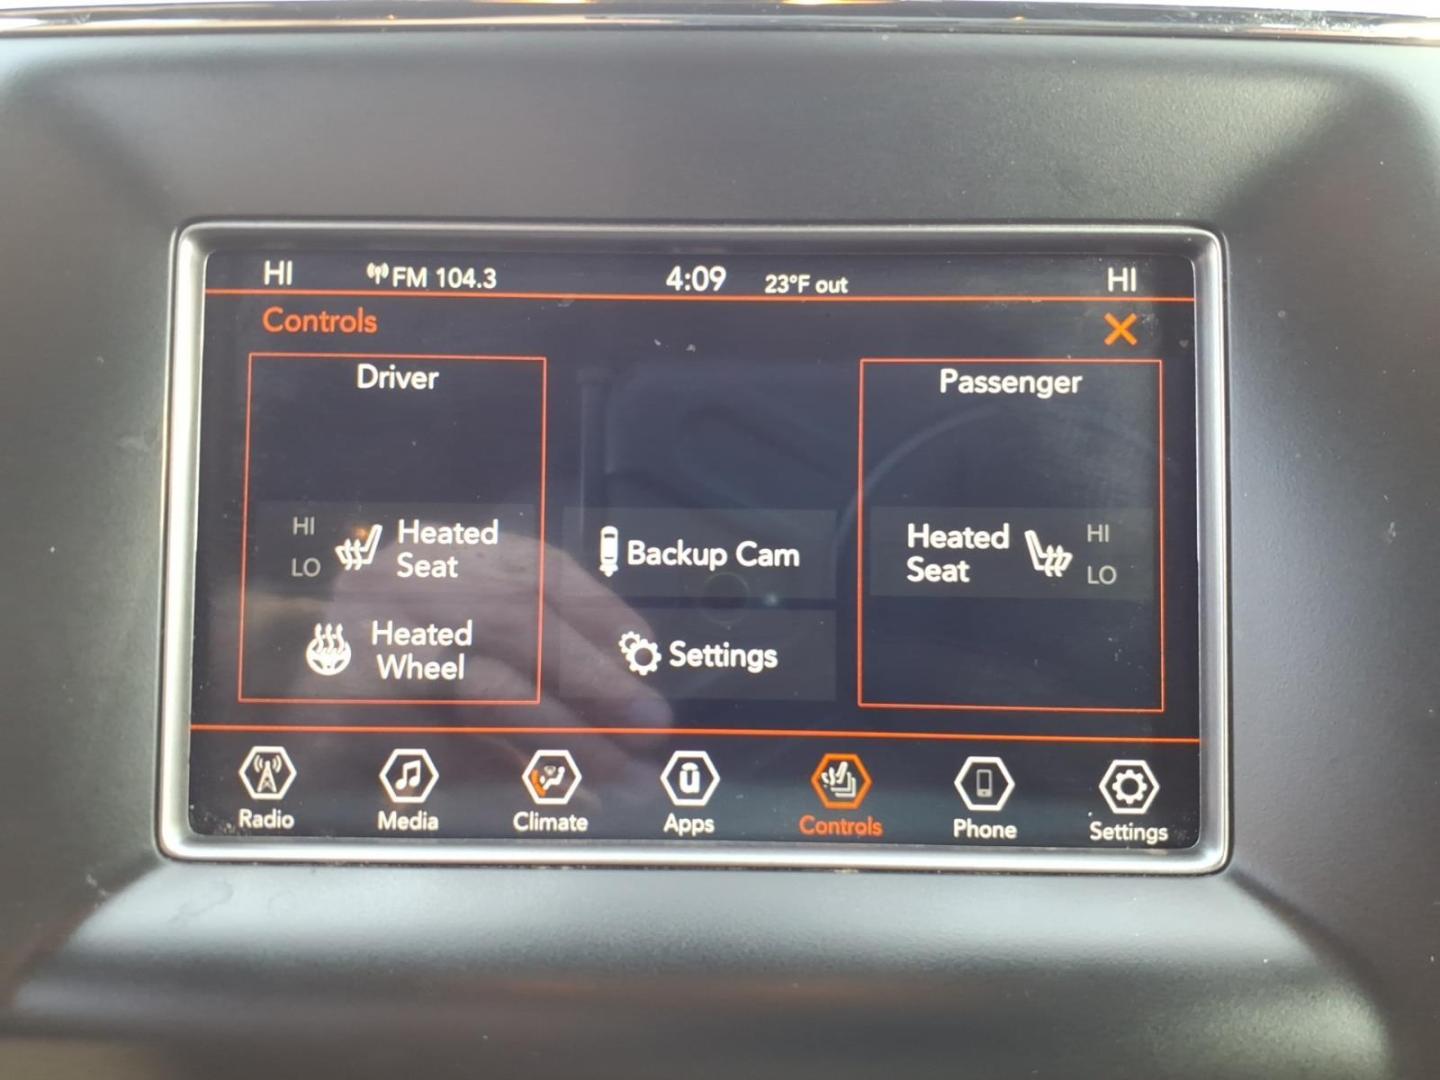 HI FM 104.3 4:09 23°F out HI
Controls
Driver
Passenger
HI
LO
Heated
Seat
Heated
Wheel
Backup Cam
Settings
Heated
Seat
HI
LO
Radio Media Climate Apps Controls Phone Settings